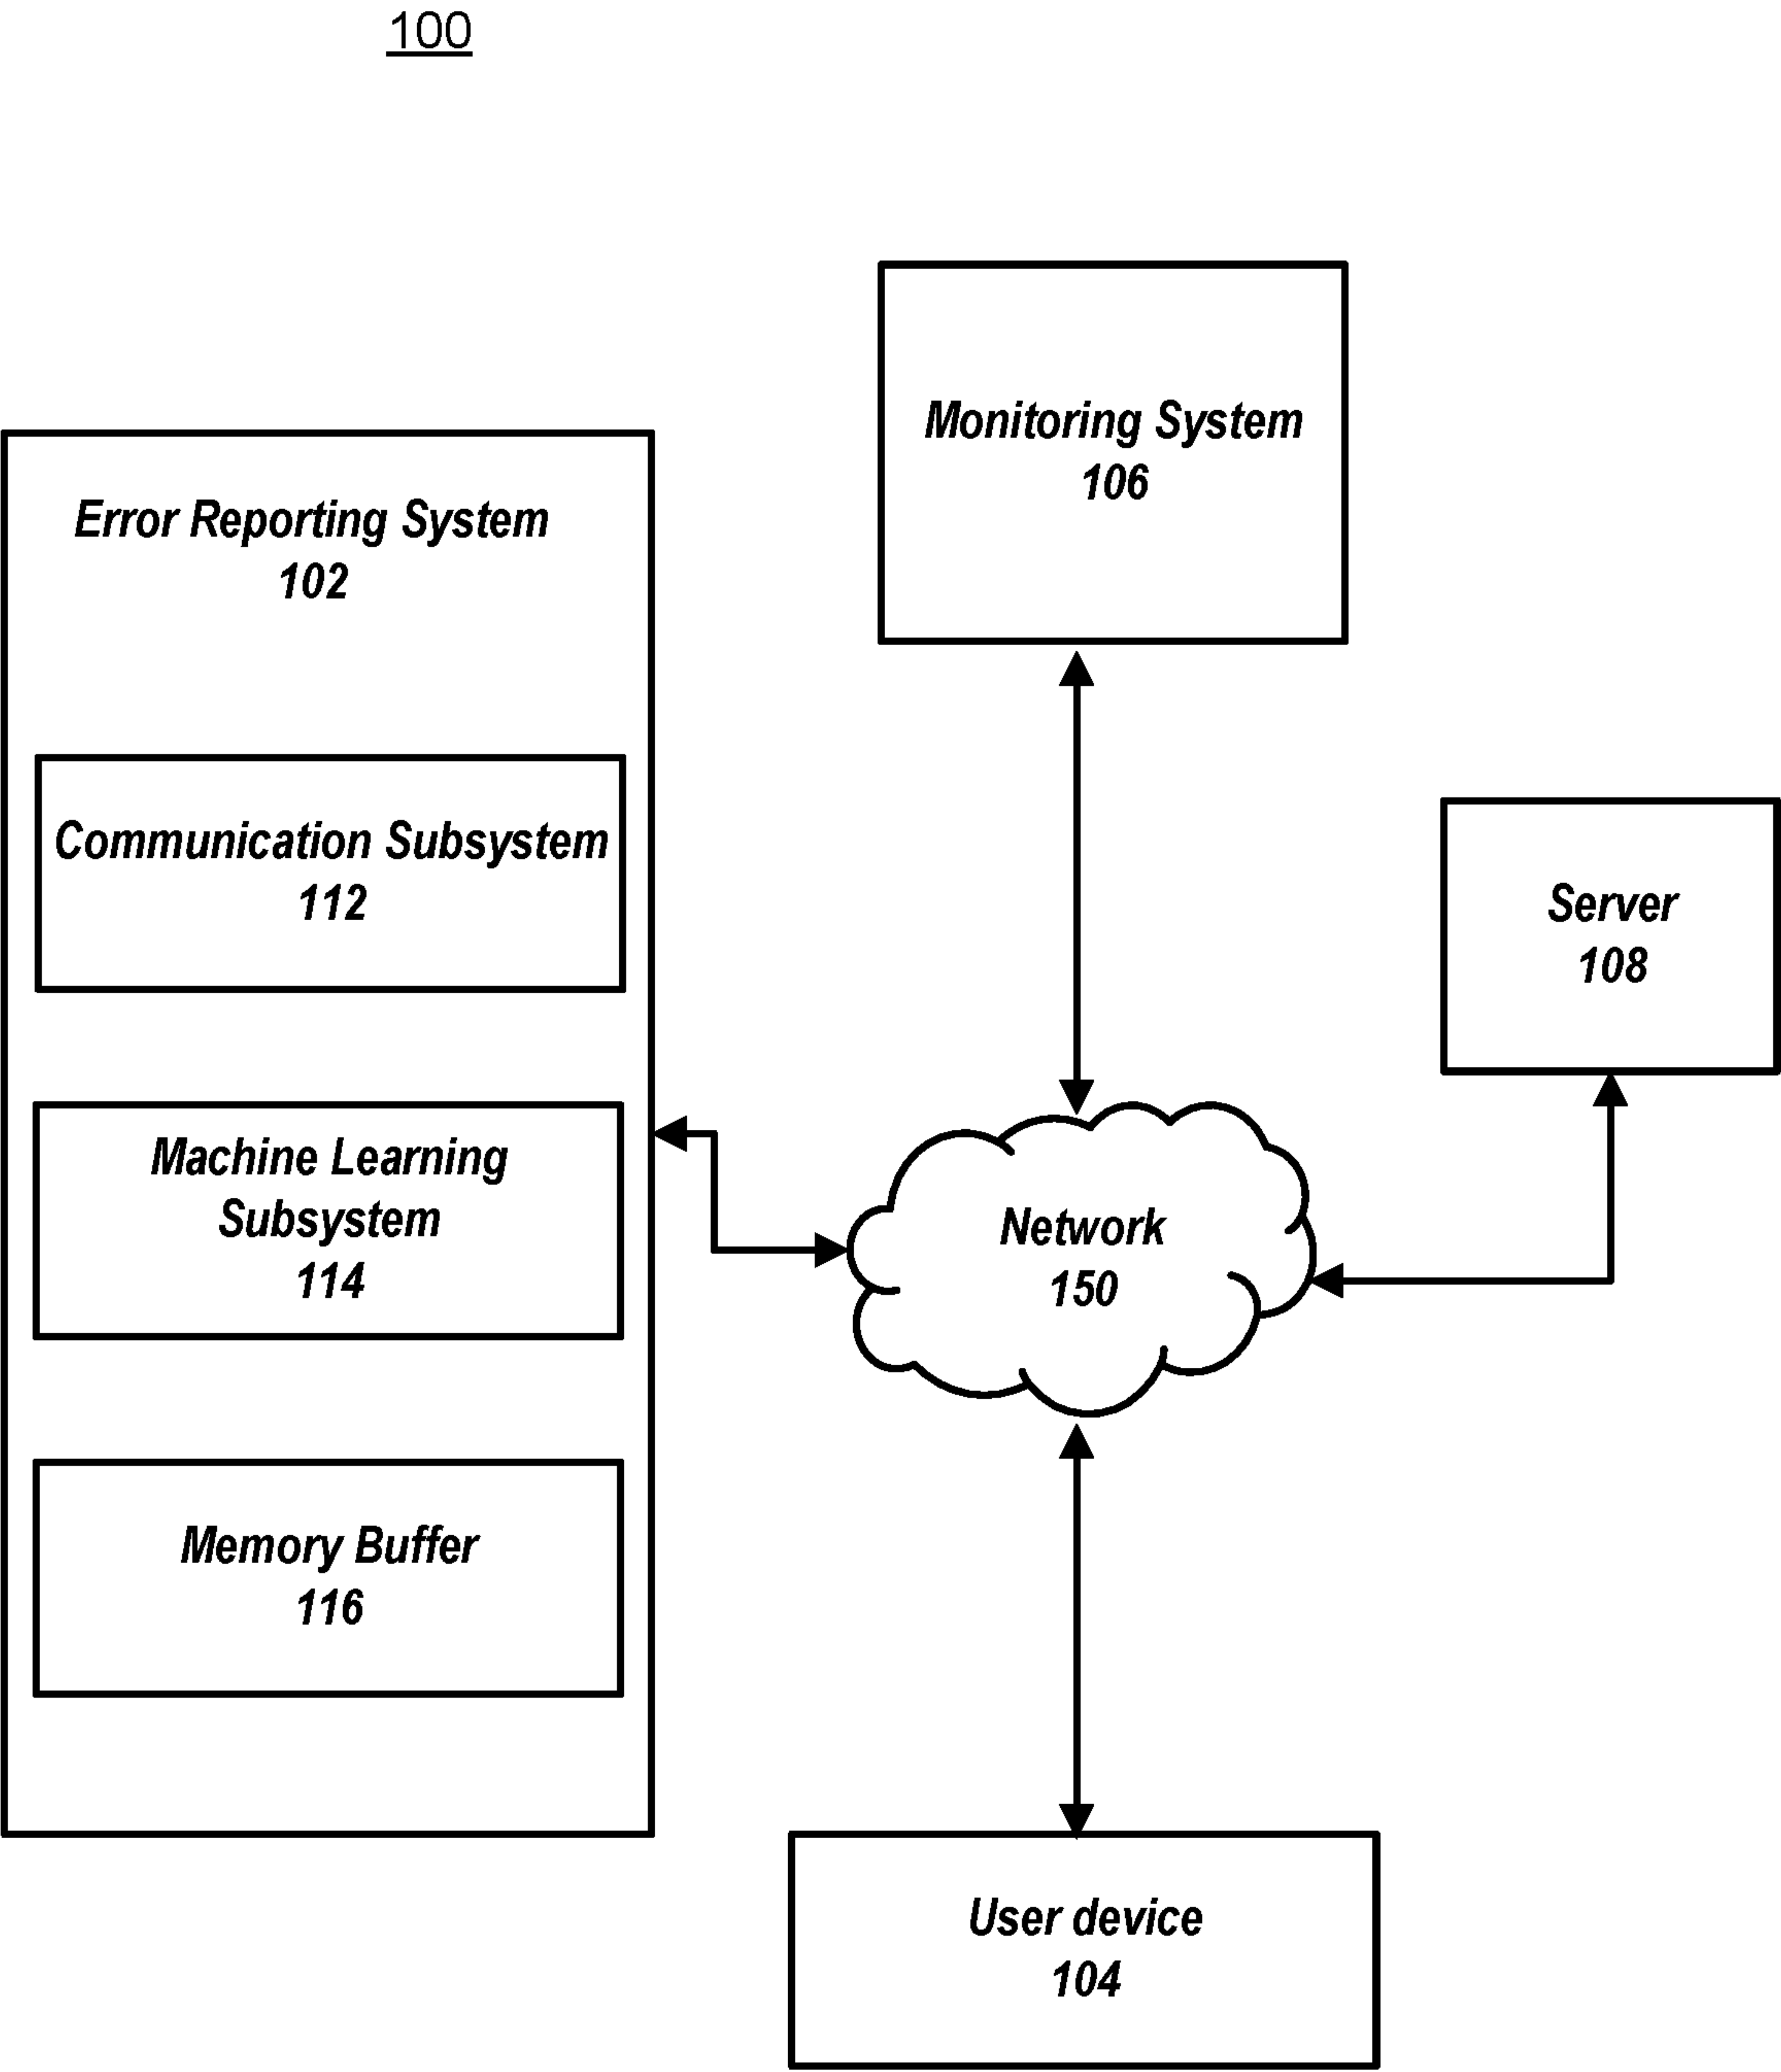 100
Monitoring System
106
Error Reporting System
102
Communication Subsystem
112
Server
108
Machine Learning
Subsystem
114
Network
150
Memory Buffer
116
User device
104